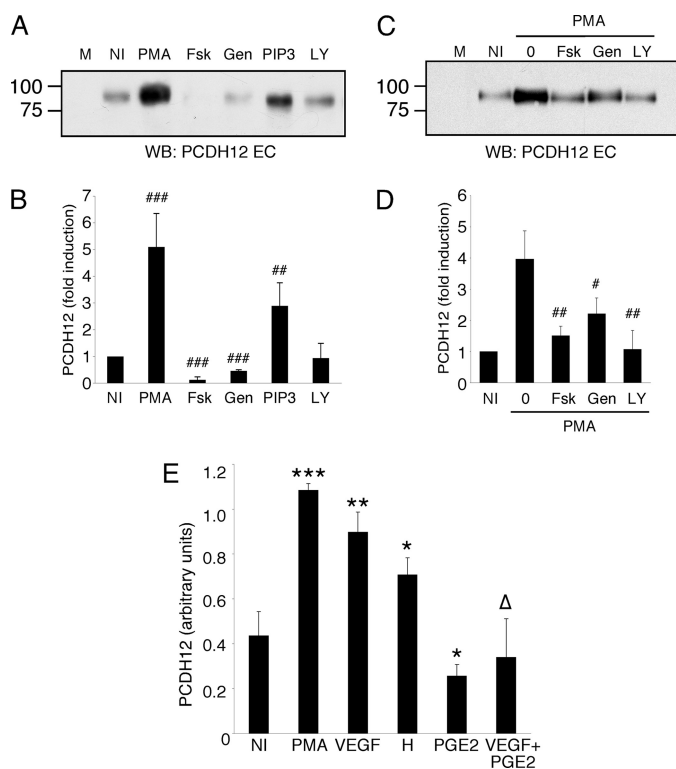 A
M NI PMA Fsk Gen PIP3 LY
100
75
WB: PCDH12 EC
C
PMA
M NI 0 Fsk Gen LY
100
75
WB: PCDH12 EC
B
PCDH12 (fold induction)
7
6
5
4
3
2
1
0
###
###
###
##
NI PMA Fsk Gen PIP3 LY
D
PCDH12 (fold induction)
6
5
4
3
2
1
0
##
#
##
NI 0 Fsk Gen LY
PMA
E
PCDH12 (arbitrary units)
1.2
1.0
0.8
0.6
0.4
0.2
0
***
**
*
*
Δ
NI PMA VEGF H PGE2 VEGF+
PGE2